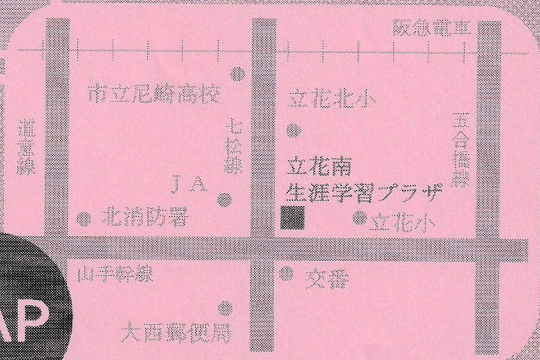 阪急電車
市立尼崎高校
立花北小
道意線
七松線
五合橋線
立花南
生涯学習プラザ
JA
北消防署
立花小
山手幹線
交番
大西郵便局
AP